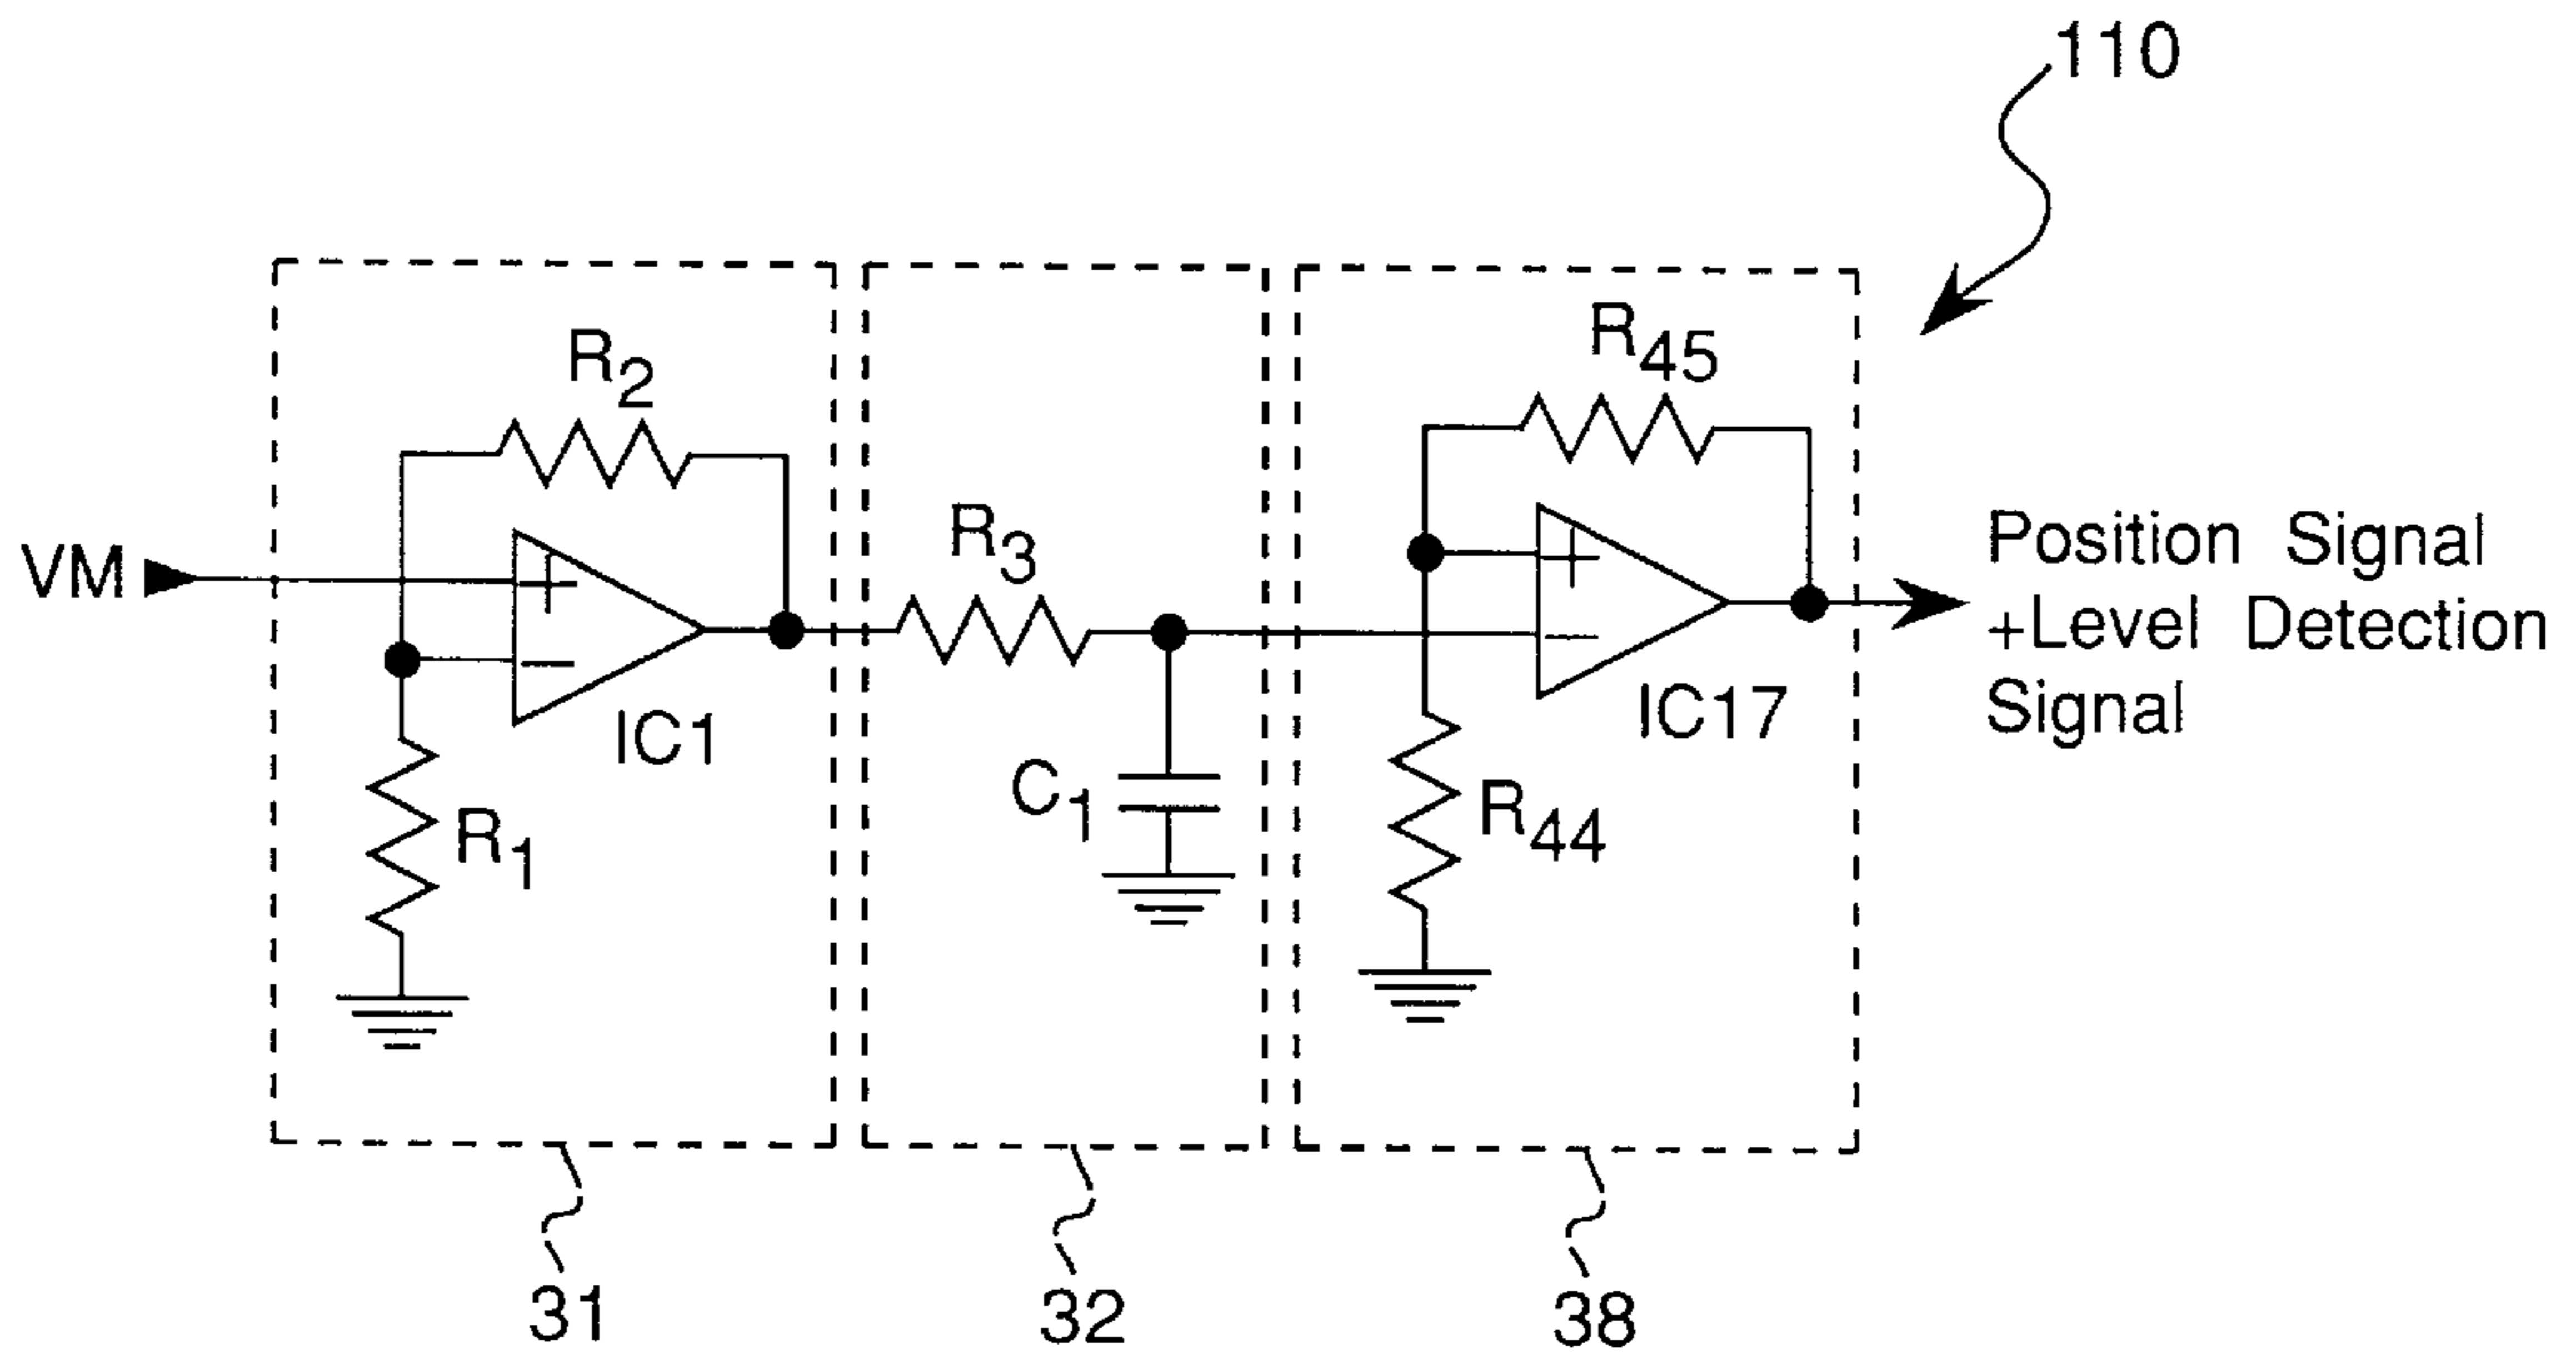 110
R45
R2
R3
VM
+
+
Position Signal
+Level Detection
Signal
−
−
IC1
IC17
C1
R1
R44
31
32
38